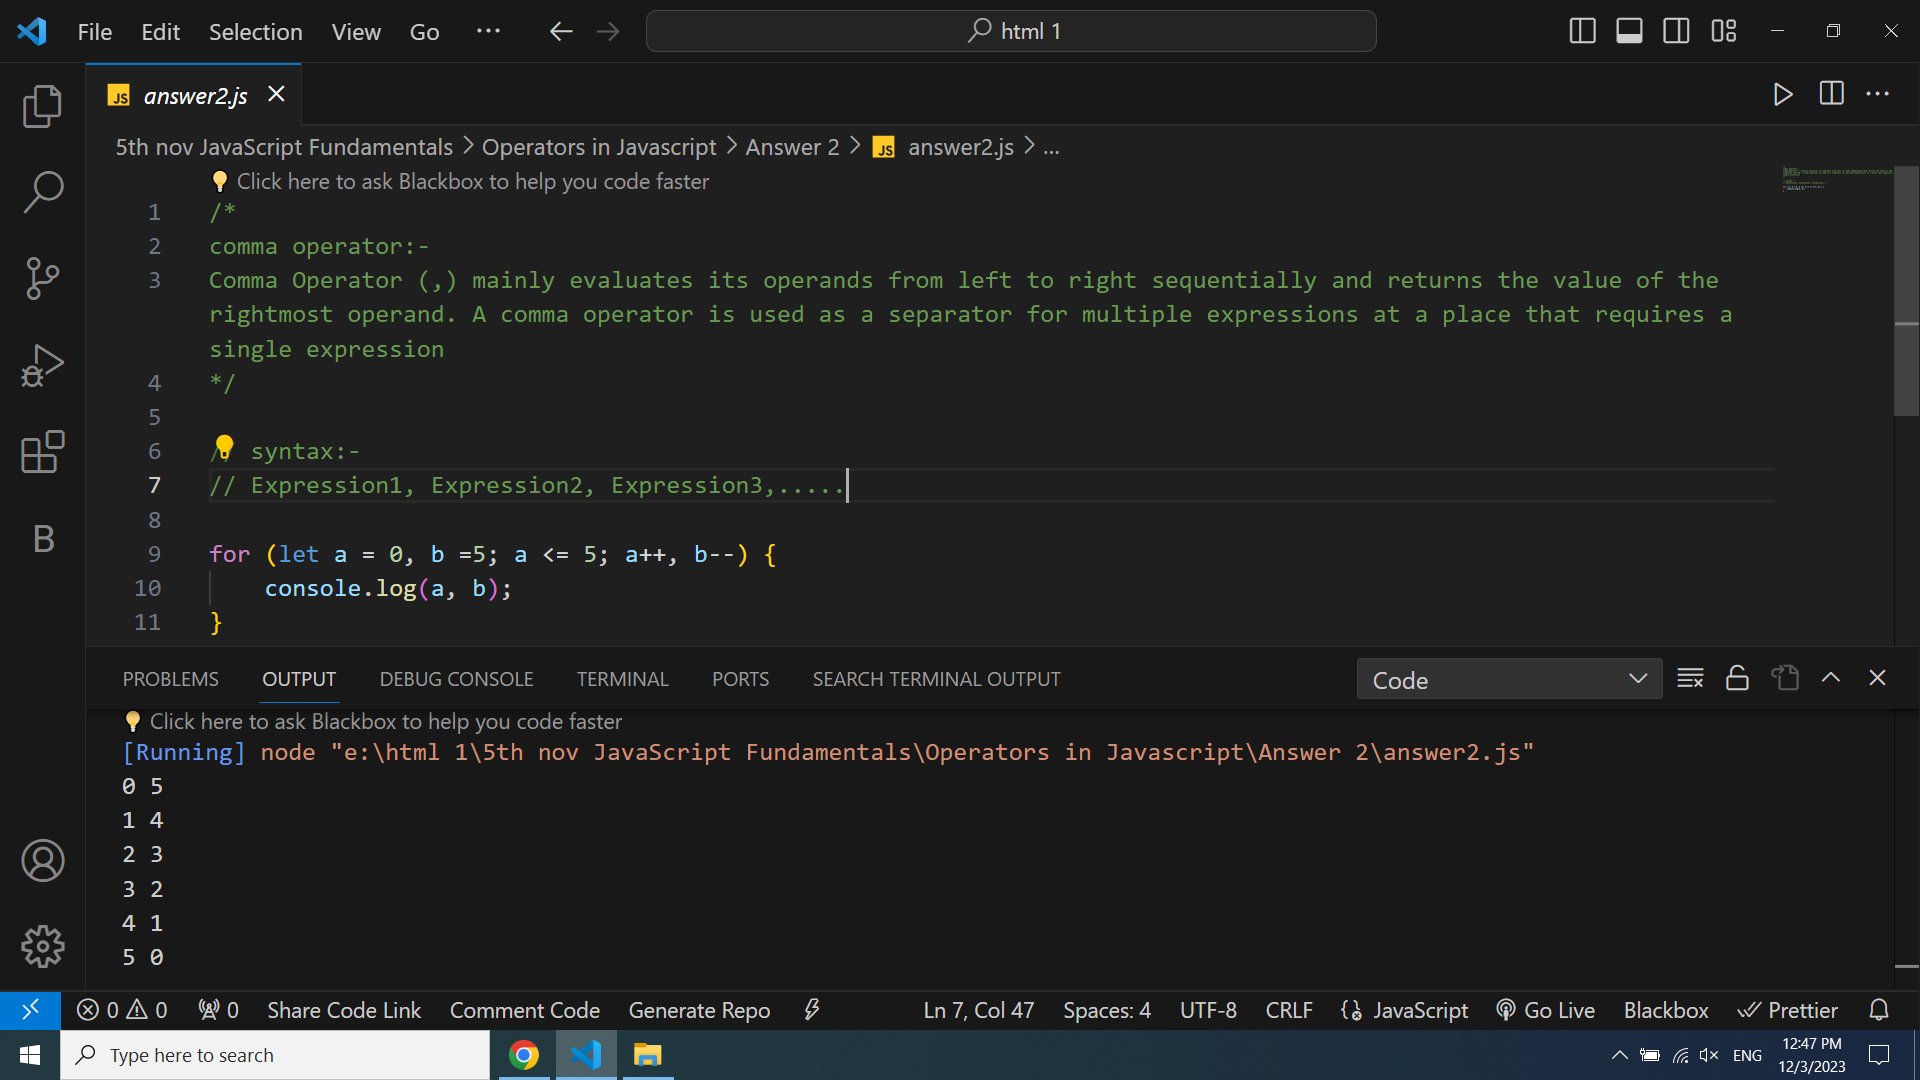 File Edit Selection View Go ··· html 1
JS answer2.js
5th nov JavaScript Fundamentals > Operators in Javascript > Answer 2 > JS answer2.js > ...
Click here to ask Blackbox to help you code faster
1 /*
2 comma operator:-
3 Comma Operator (,) mainly evaluates its operands from left to right sequentially and returns the value of the
rightmost operand. A comma operator is used as a separator for multiple expressions at a place that requires a
single expression
4 */
5
6 // syntax:-
7 // Expression1, Expression2, Expression3,.....
8
9 for (let a = 0, b =5; a <= 5; a++, b--) {
10 console.log(a, b);
11 }
PROBLEMS OUTPUT DEBUG CONSOLE TERMINAL PORTS SEARCH TERMINAL OUTPUT Code
Click here to ask Blackbox to help you code faster
[Running] node "e:\html 1\5th nov JavaScript Fundamentals\Operators in Javascript\Answer 2\answer2.js"
0 5
1 4
2 3
3 2
4 1
5 0
0 0 0 Share Code Link Comment Code Generate Repo Ln 7, Col 47 Spaces: 4 UTF-8 CRLF {} JavaScript Go Live Blackbox Prettier
B
Type here to search ENG 12:47 PM
12/3/2023